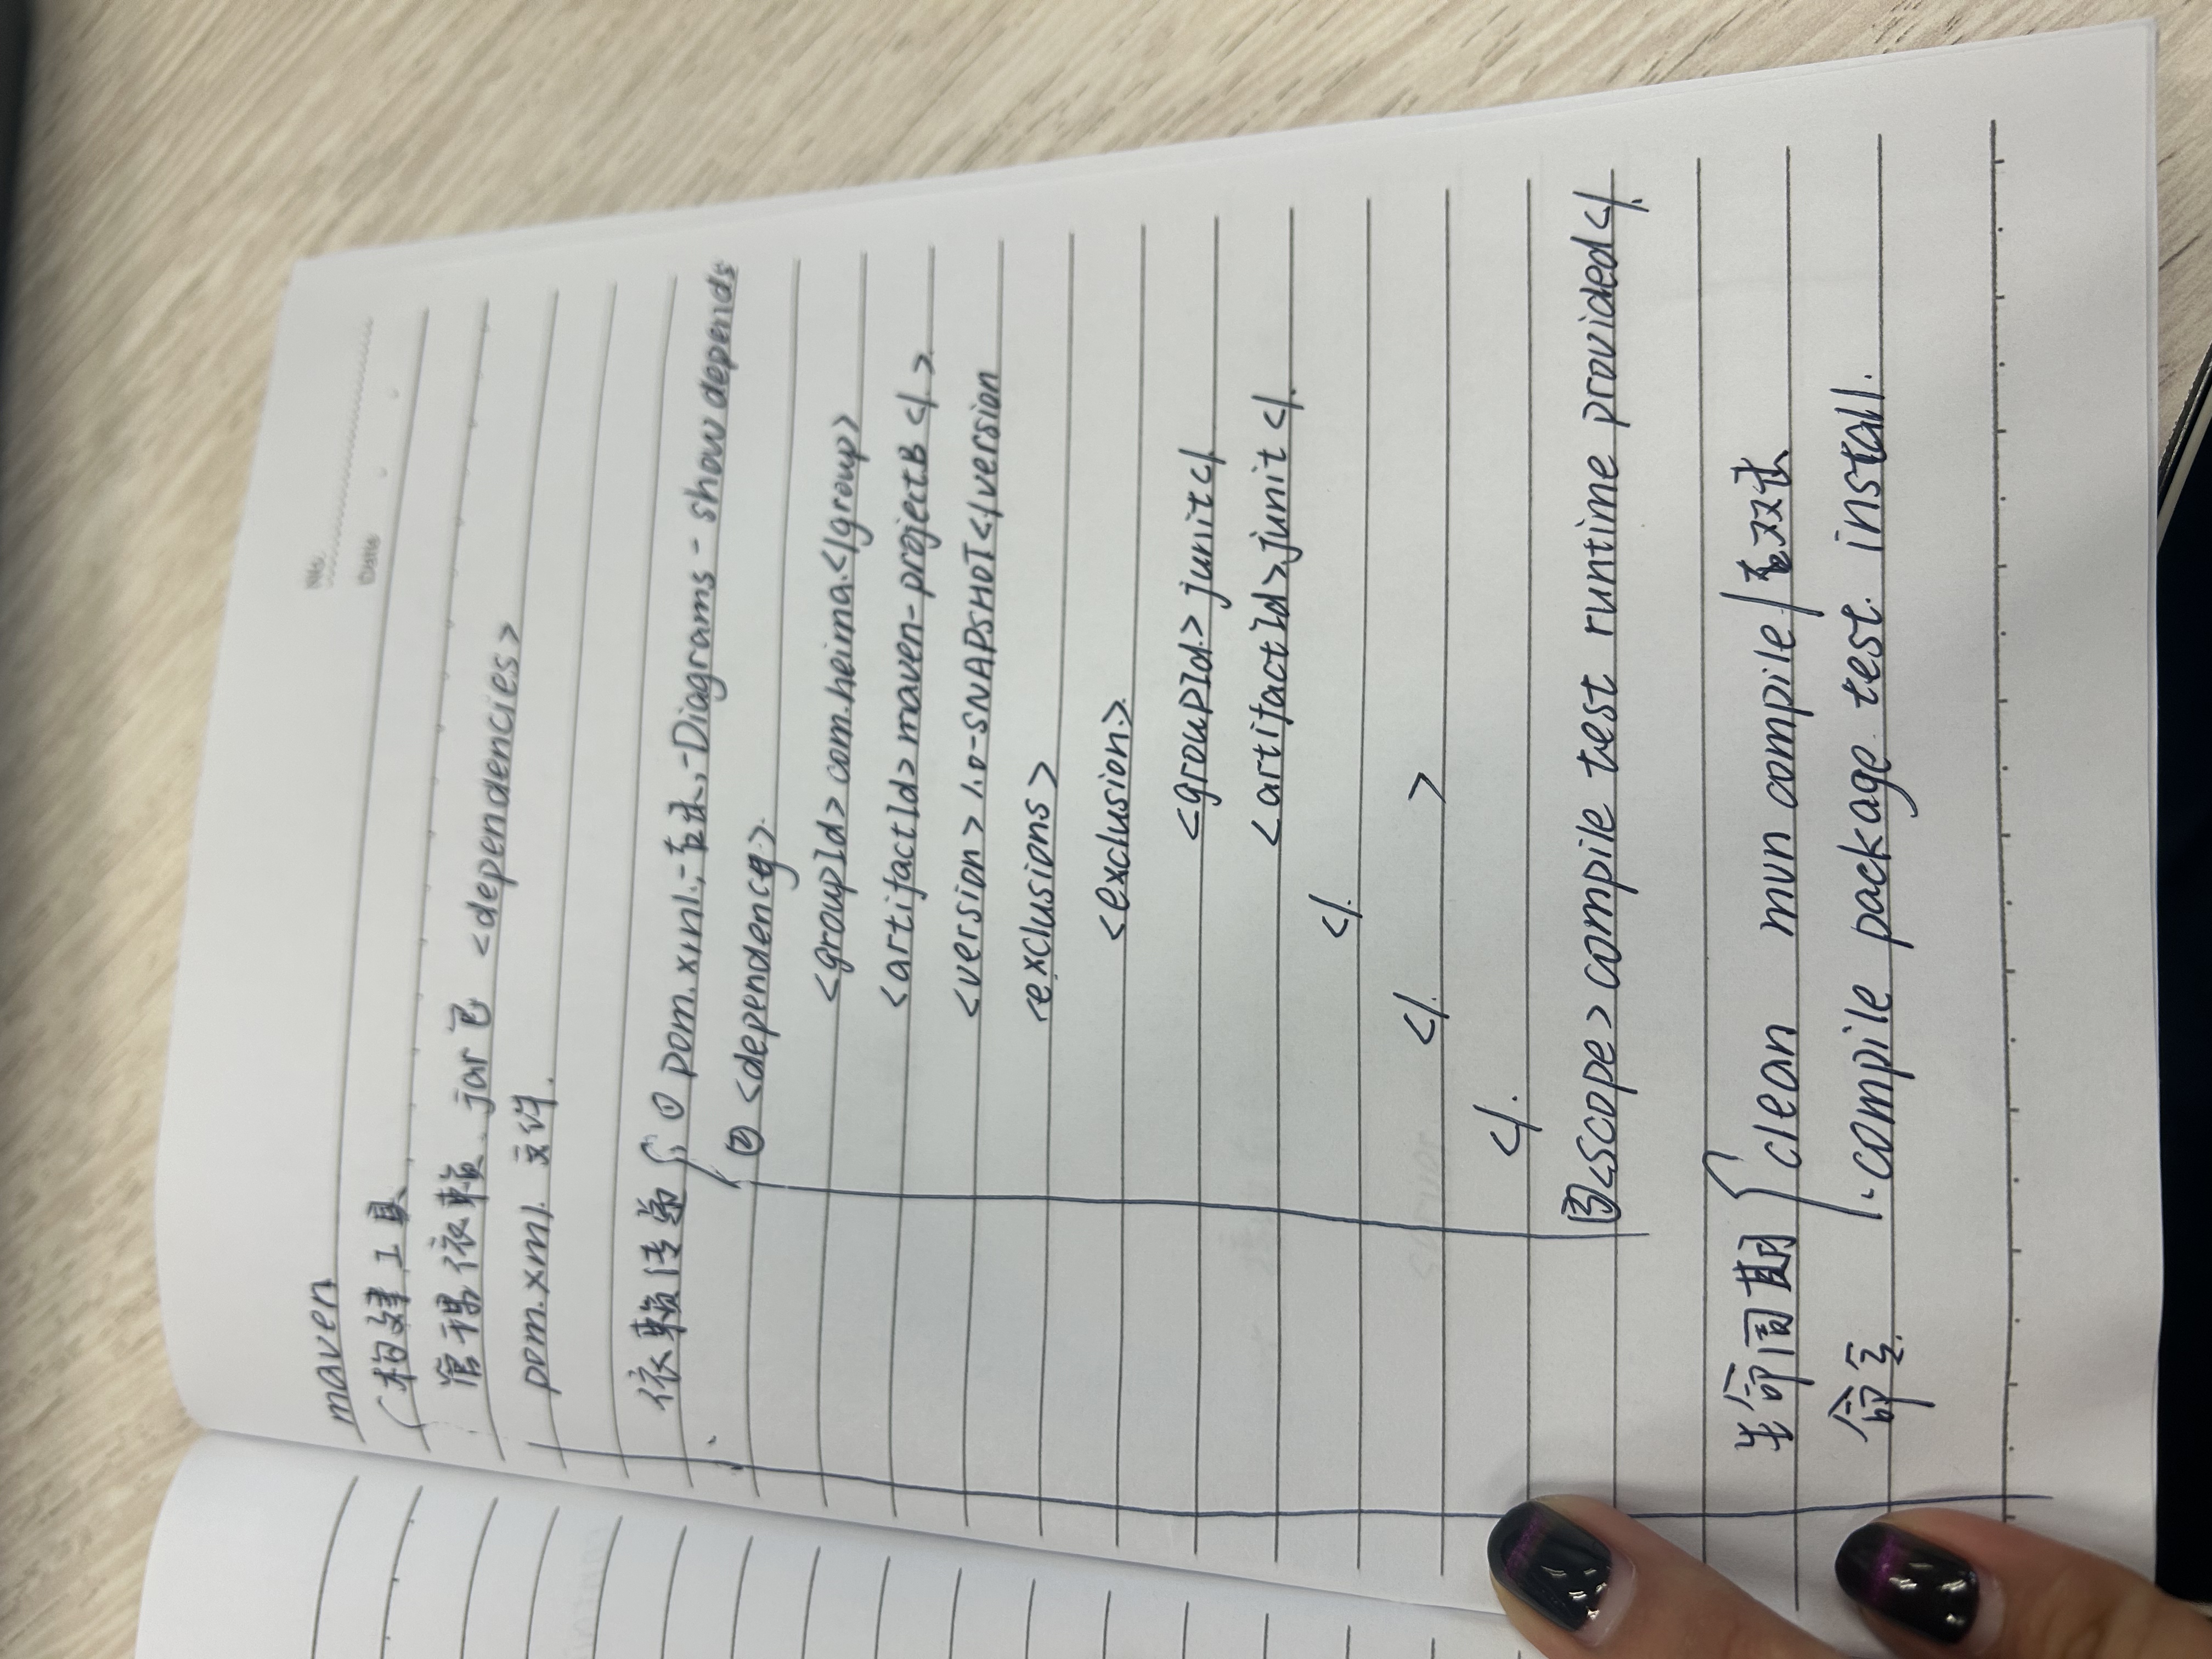 No.
Date
maven
构建工具
管理依赖. jar包 <dependencies>
pom.xml. 文件.
依赖传递 ① pom.xml.-右击,-Diagrams - show depends
② <dependency>.
<groupId> com.heima.</group>
<artifactId> maven-projectB </. >
<version> 1.0-SNAPSHOT</version
<exclusions>
<exclusion>.
<groupId.> junit</.
<artifactId>.junit </.
</.
</. >
</.
③<scope> compile test runtime provided</.
生命周期 clean mvn compile/右双击
命令. compile package. test. install.